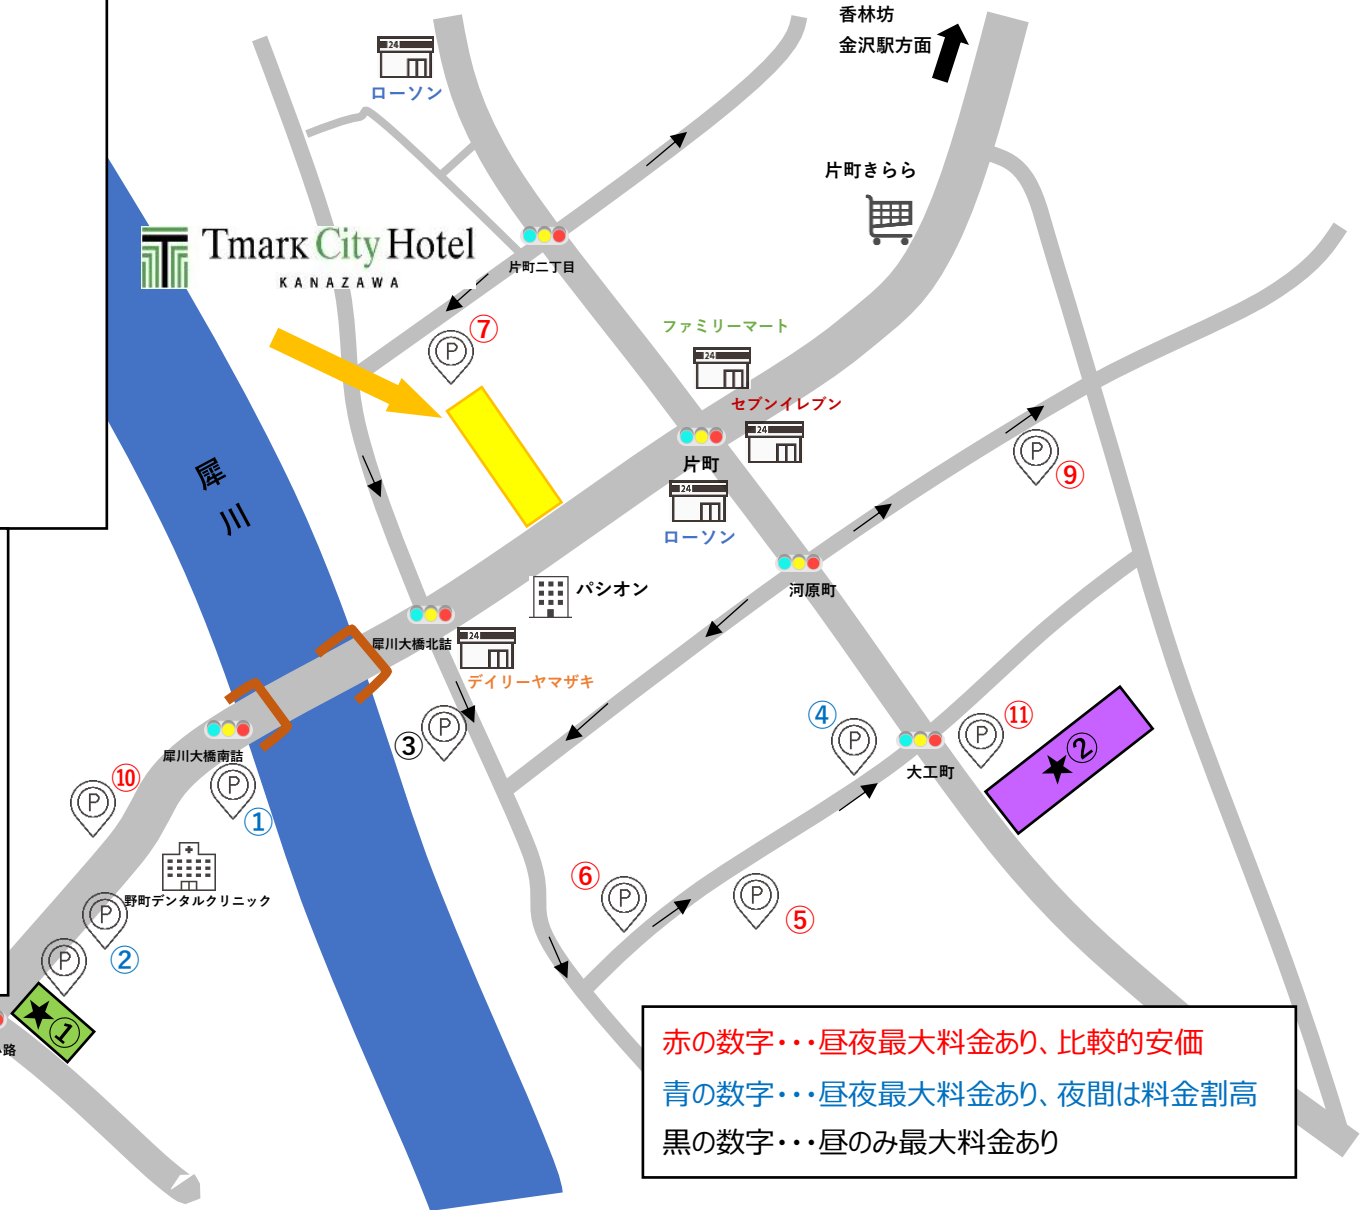 香林坊
金沢駅方面
24
ローソン
片町きらら
Tmark City Hotel
KANAZAWA
片町二丁目
P
⑦
ファミリーマート
24
セブンイレブン
24
片町
24
ローソン
P
⑨
犀
川
河原町
パシオン
犀川大橋北詰
24
デイリーヤマザキ
③
P
④
P
P
⑪
大工町
★②
犀川大橋南詰
⑩
P
P
①
野町デンタルクリニック
P
②
P
★①
路
⑥
P
P
⑤
赤の数字・・・昼夜最大料金あり、比較的安価
青の数字・・・昼夜最大料金あり、夜間は料金割高
黒の数字・・・昼のみ最大料金あり